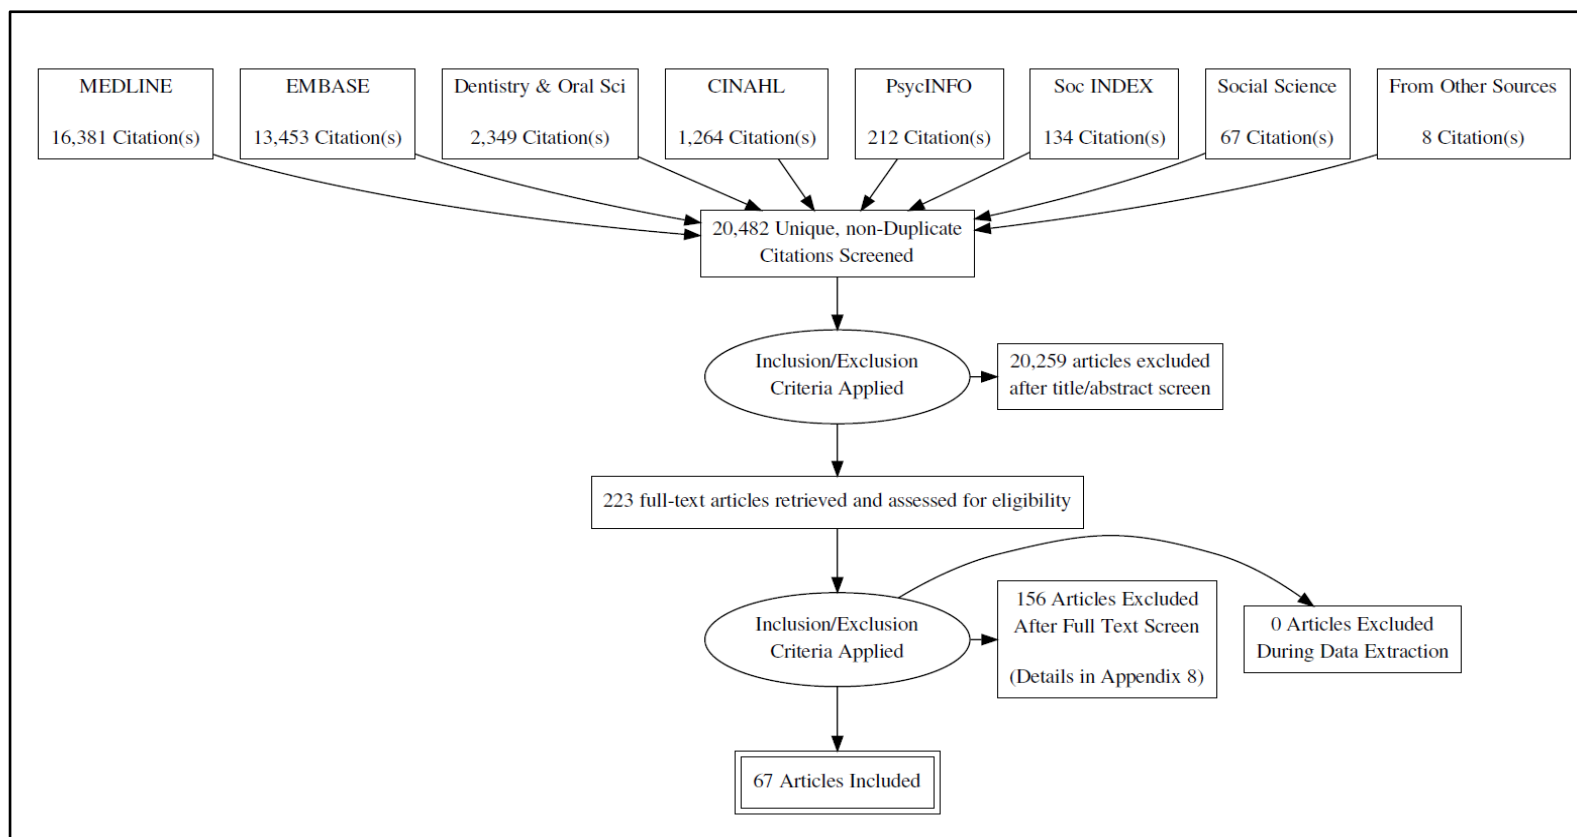 MEDLINE
16,381 Citation(s)
EMBASE
13,453 Citation(s)
Dentistry & Oral Sci
2,349 Citation(s)
CINAHL
1,264 Citation(s)
PsycINFO
212 Citation(s)
Soc INDEX
134 Citation(s)
Social Science
67 Citation(s)
From Other Sources
8 Citation(s)
20,482 Unique, non-Duplicate
Citations Screened
Inclusion/Exclusion
Criteria Applied
20,259 articles excluded
after title/abstract screen
223 full-text articles retrieved and assessed for eligibility
Inclusion/Exclusion
Criteria Applied
156 Articles Excluded
After Full Text Screen
(Details in Appendix 8)
0 Articles Excluded
During Data Extraction
67 Articles Included